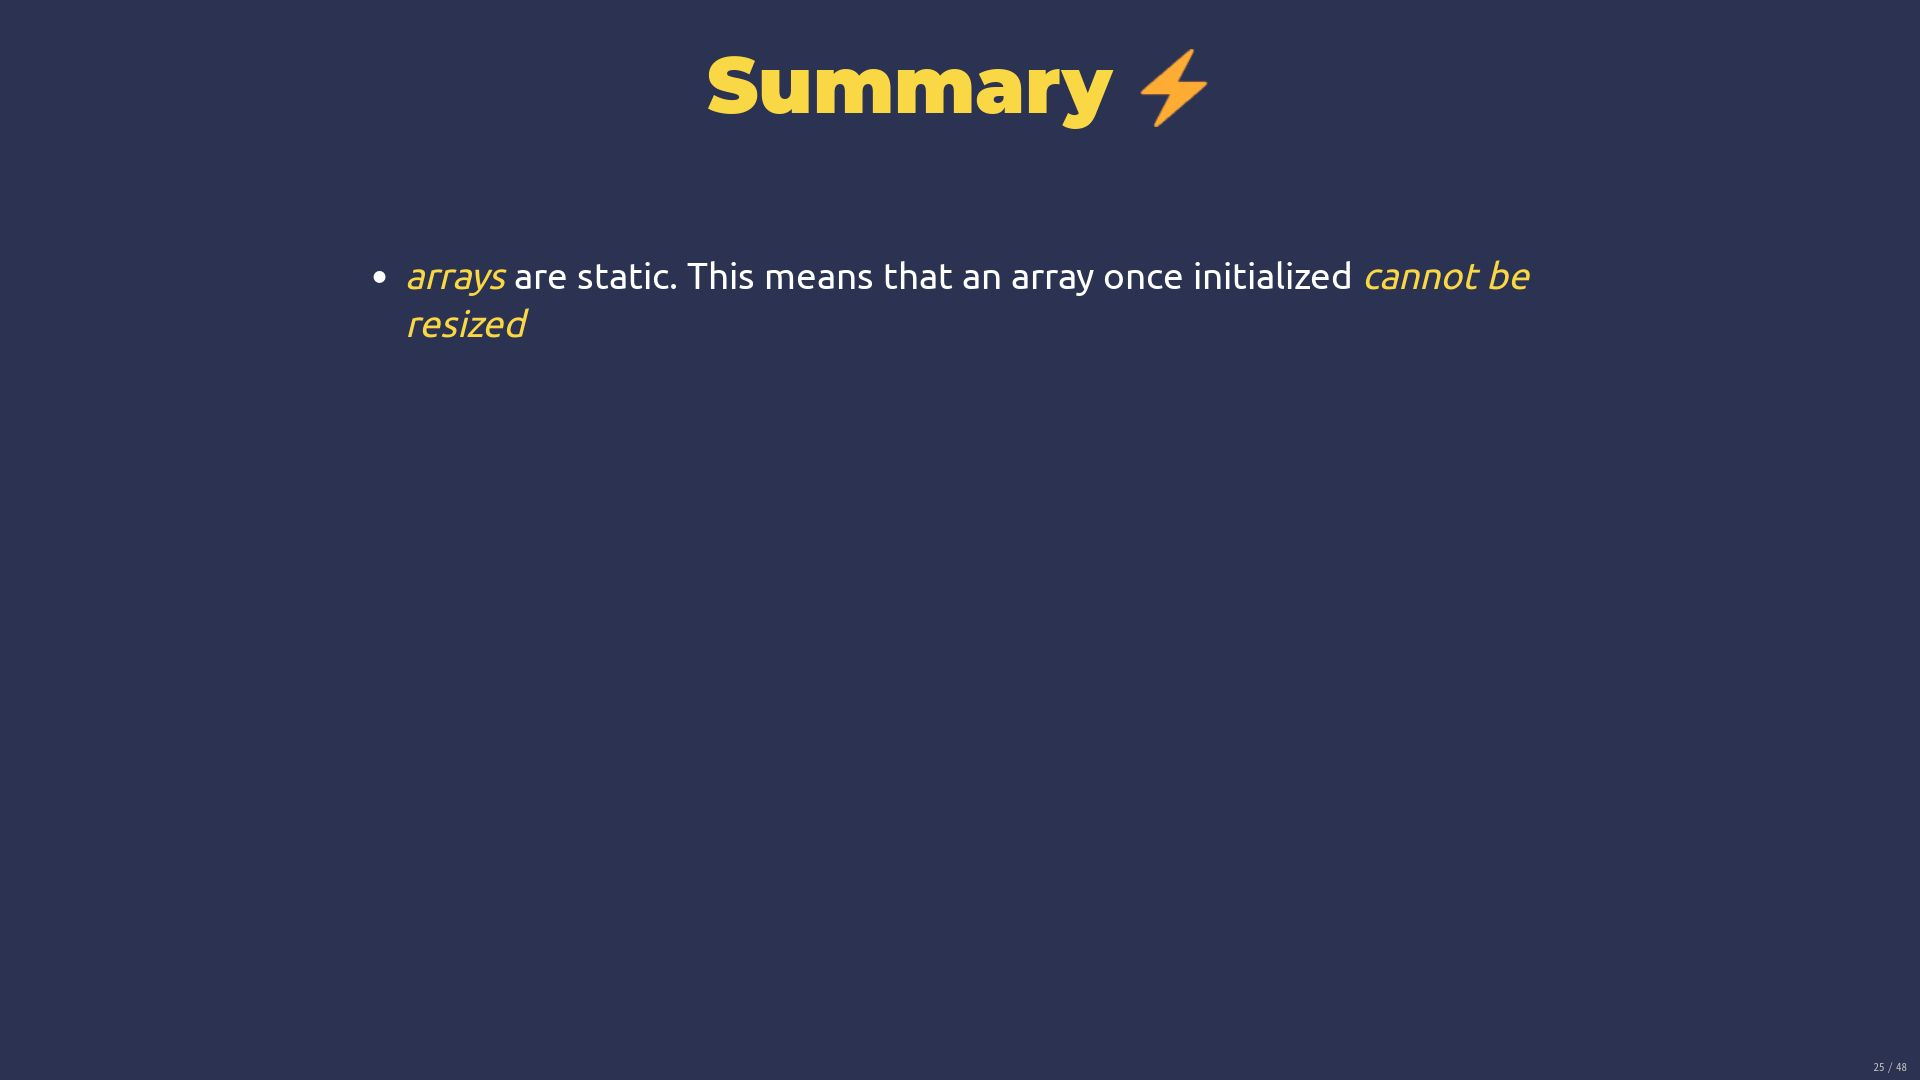 Summary ⚡
• arrays are static. This means that an array once initialized cannot be
resized
25 / 48